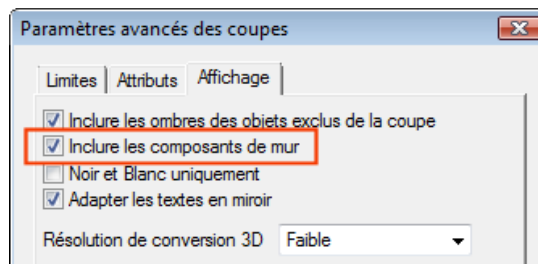 Paramètres avancés des coupes
Limites Attributs Affichage
Inclure les ombres des objets exclus de la coupe
Inclure les composants de mur
Noir et Blanc uniquement
Adapter les textes en miroir
Résolution de conversion 3D Faible